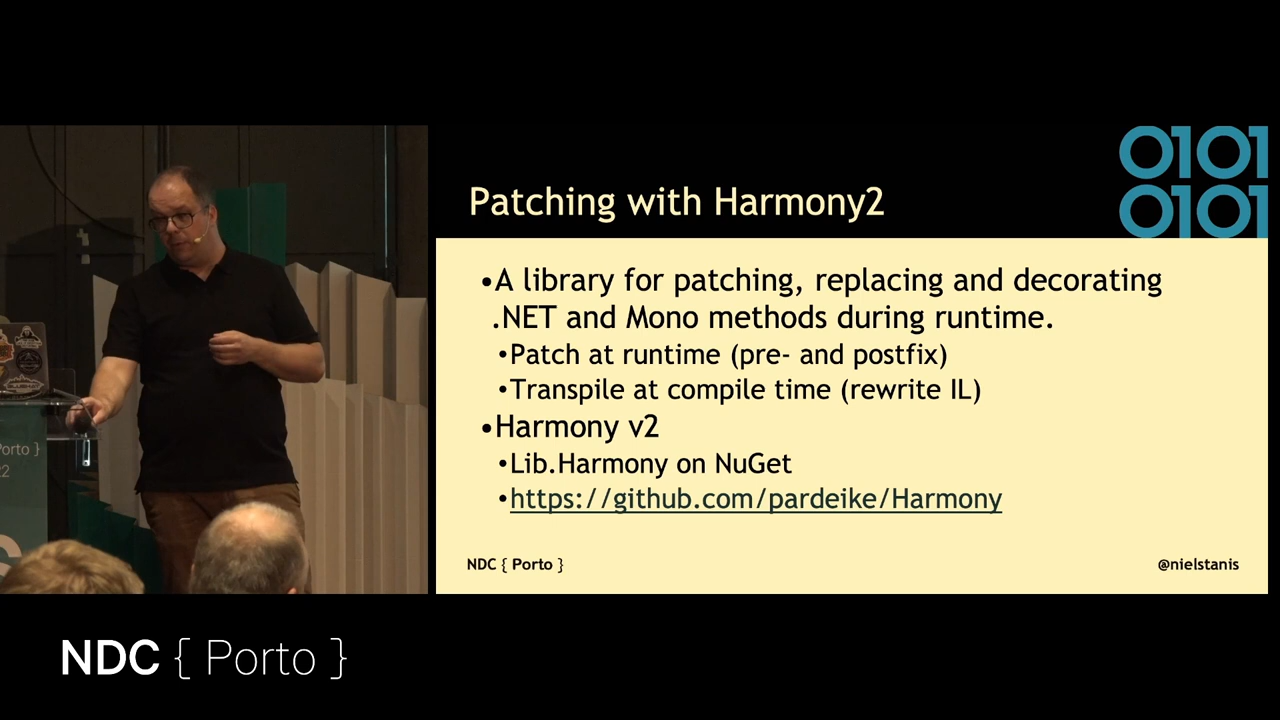 0101
0101
Patching with Harmony2
•A library for patching, replacing and decorating
.NET and Mono methods during runtime.
•Patch at runtime (pre- and postfix)
•Transpile at compile time (rewrite IL)
•Harmony v2
•Lib.Harmony on NuGet
•https://github.com/pardeike/Harmony
NDC { Porto }
@nielstanis
Porto }
NDC { Porto }